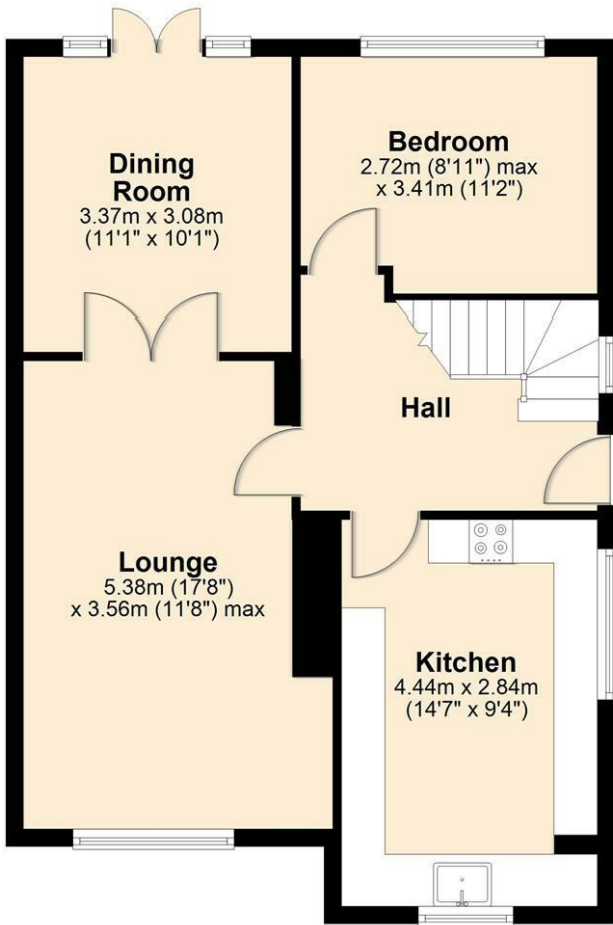 Dining
Room
3.37m x 3.08m
(11'1" x 10'1")
Bedroom
2.72m (8'11") max
x 3.41m (11'2")
Hall
Lounge
5.38m (17'8")
x 3.56m (11'8") max
Kitchen
4.44m x 2.84m
(14'7" x 9'4")